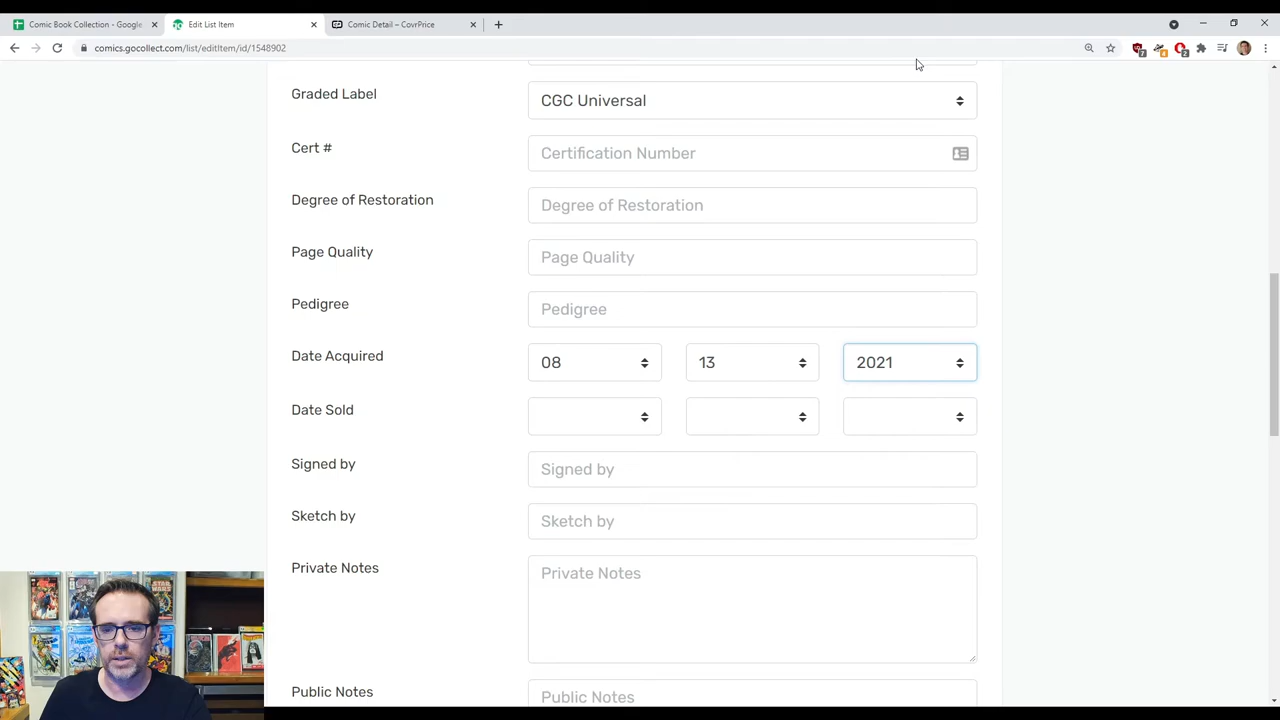 Comic Book Collection - Google
Edit List Item
Comic Detail – CovrPrice
comics.gocollect.com/list/editItem/id/1548902
Graded Label
CGC Universal
Cert #
Certification Number
Degree of Restoration
Degree of Restoration
Page Quality
Page Quality
Pedigree
Pedigree
Date Acquired
08
13
2021
Date Sold
Signed by
Signed by
Sketch by
Sketch by
Private Notes
Private Notes
Public Notes
Public Notes